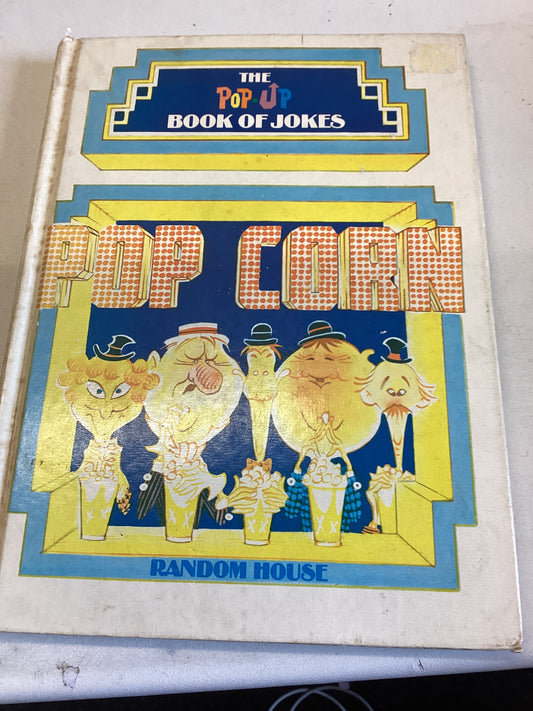 THE
POP-UP
BOOK OF JOKES
POP CORN
X X
X X
X X
X X
RANDOM HOUSE